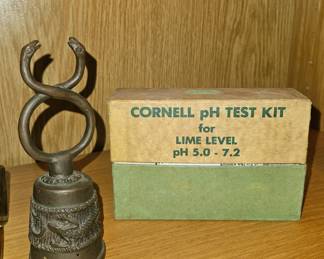 CORNELL pH TEST KIT
for
LIME LEVEL
pH 5.0 - 7.2